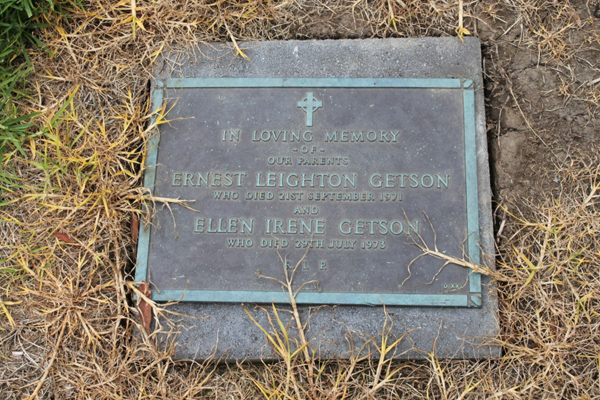 IN LOVING MEMORY
- OF -
OUR PARENTS
ERNEST LEIGHTON GETSON
WHO DIED 21ST SEPTEMBER 1971
AND
ELLEN IRENE GETSON
WHO DIED 29TH JULY 1973
R. I. P.